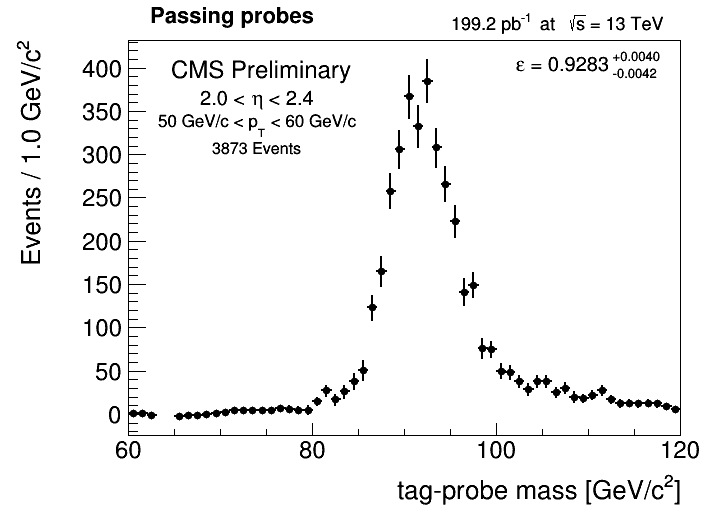 Passing probes
199.2 pb⁻¹ at √s = 13 TeV
CMS Preliminary
2.0 < η < 2.4
50 GeV/c < p_T < 60 GeV/c
3873 Events
ε = 0.9283 +0.0040 -0.0042
Events / 1.0 GeV/c²
400
350
300
250
200
150
100
50
0
60 80 100 120
tag-probe mass [GeV/c²]